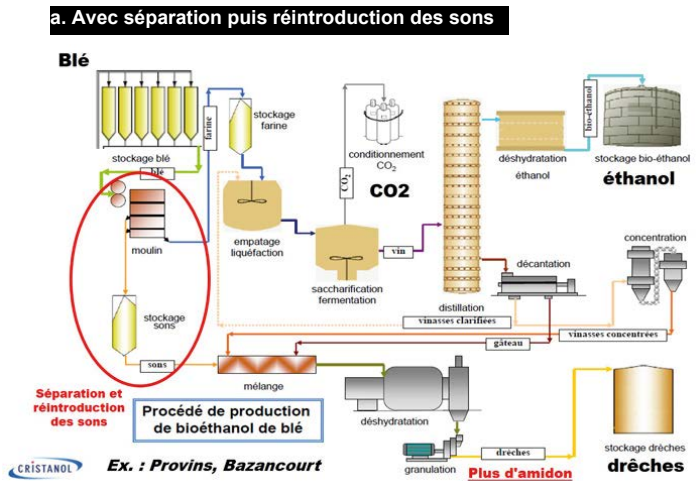 a. Avec séparation puis réintroduction des sons
Blé
stockage blé
blé
farine
stockage
farine
moulin
empatage
liquéfaction
CO2
conditionnement
CO2
CO2
saccharification
fermentation
vin
distillation
déshydratation
éthanol
bio-éthanol
stockage bio-éthanol
éthanol
décantation
concentration
vinasses clarifiées
vinasses concentrées
gâteau
stockage
sons
sons
mélange
Séparation et
réintroduction
des sons
Procédé de production
de bioéthanol de blé
déshydratation
granulation
drêches
stockage drèches
drêches
Plus d'amidon
CRISTANOL
Ex. : Provins, Bazancourt